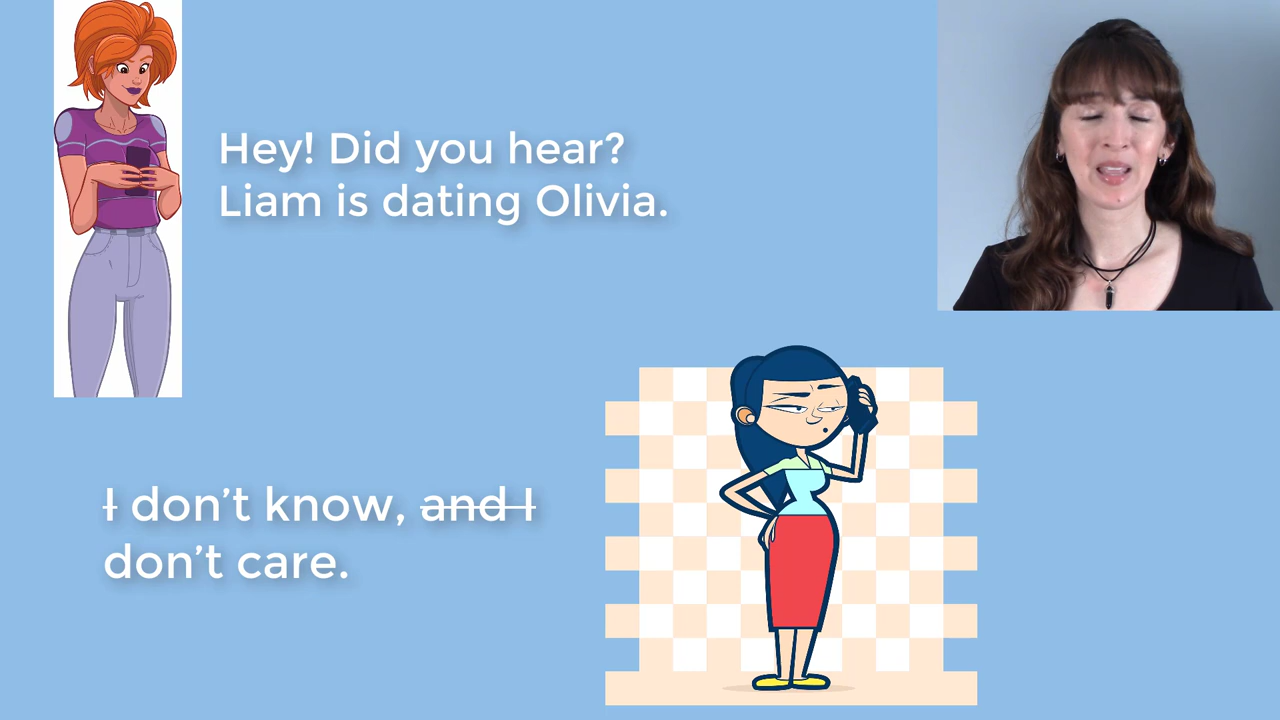 Hey! Did you hear?
Liam is dating Olivia.
I don’t know, and I
don’t care.